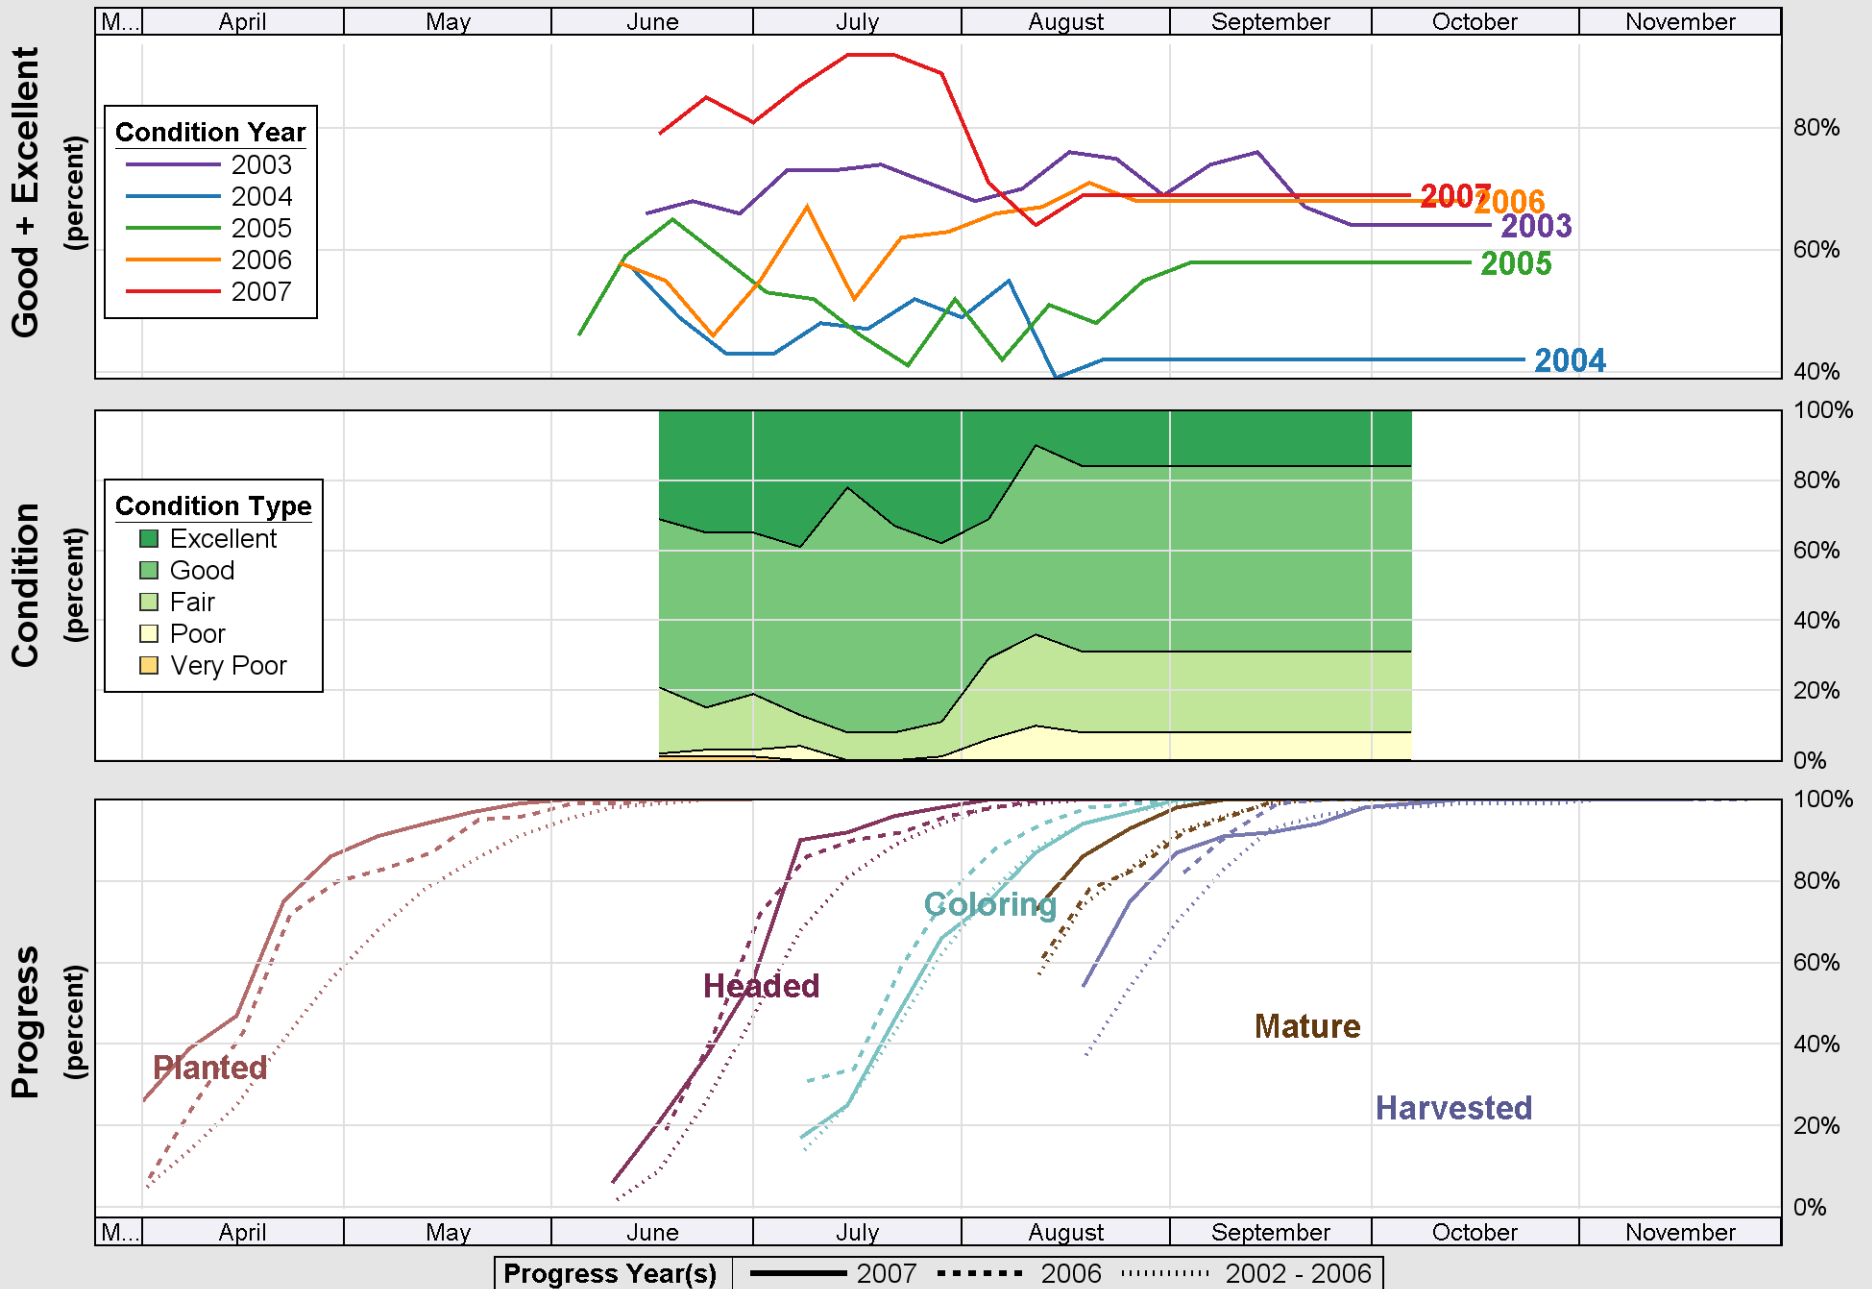 M... April May June July August September October November
Good + Excellent
(percent)
Condition Year
2003
2004
2005
2006
2007
80%
60%
40%
2007
2006
2003
2005
2004
Condition
(percent)
Condition Type
Excellent
Good
Fair
Poor
Very Poor
100%
80%
60%
40%
20%
0%
Progress
(percent)
Planted
Headed
Coloring
Mature
Harvested
100%
80%
60%
40%
20%
0%
M... April May June July August September October November
Progress Year(s) 2007 2006 2002 - 2006